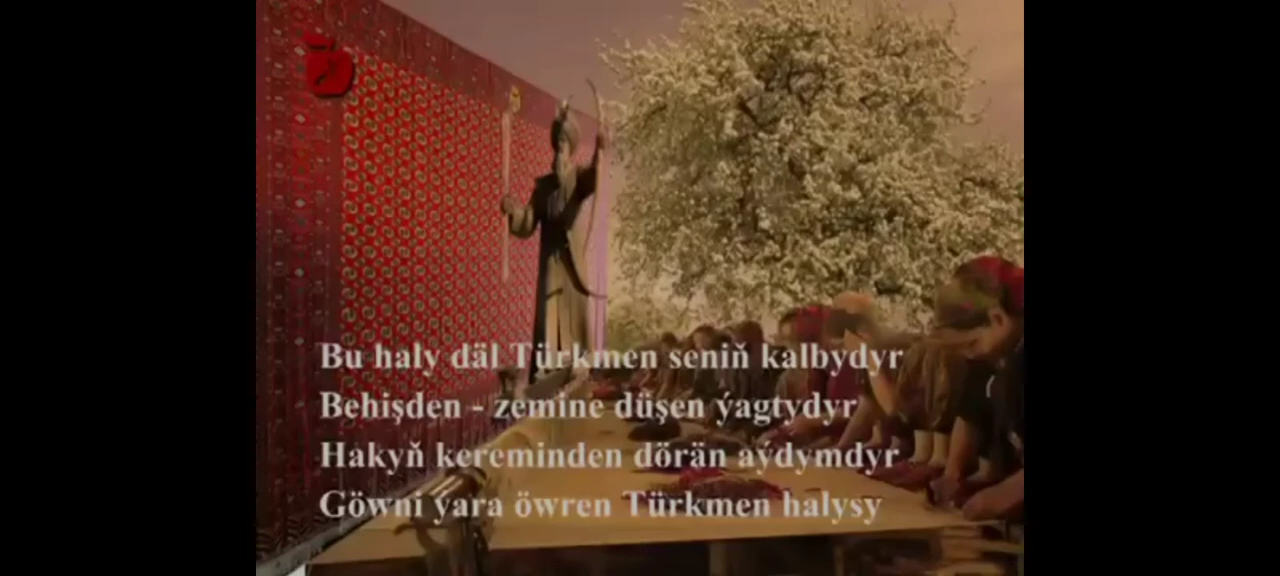 Bu haly däl Türkmen seniň kalbydyr
Behişden - zemine düşen ýagtydyr
Hakyň kereminden dörän aýdymdyr
Göwni ýara öwren Türkmen halysy